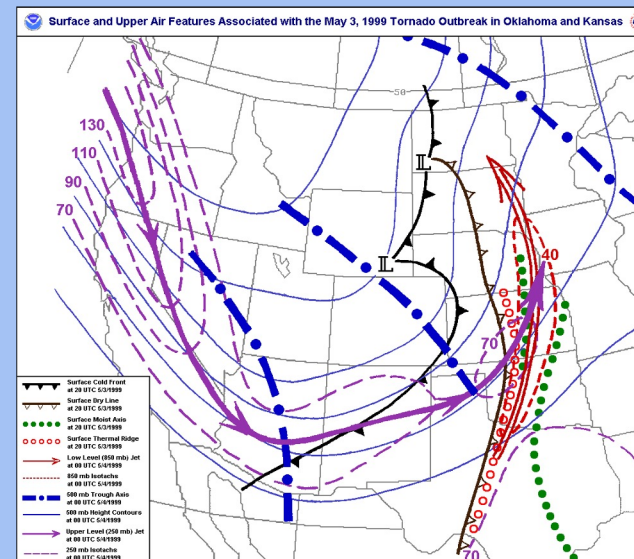 Surface and Upper Air Features Associated with the May 3, 1999 Tornado Outbreak in Oklahoma and Kansas
50
130
110
90
70
L
L
40
70
70
Surface Cold Front
at 20 UTC 5/3/1999
Surface Dry Line
at 20 UTC 5/3/1999
Surface Moist Axis
at 20 UTC 5/3/1999
Surface Thermal Ridge
at 20 UTC 5/3/1999
Low Level (850 mb) Jet
at 00 UTC 5/4/1999
850 mb Isotachs
at 00 UTC 5/4/1999
500 mb Trough Axis
at 00 UTC 5/4/1999
500 mb Height Contours
at 00 UTC 5/4/1999
Upper Level (250 mb) Jet
at 00 UTC 5/4/1999
250 mb Isotachs
at 00 UTC 5/4/1999